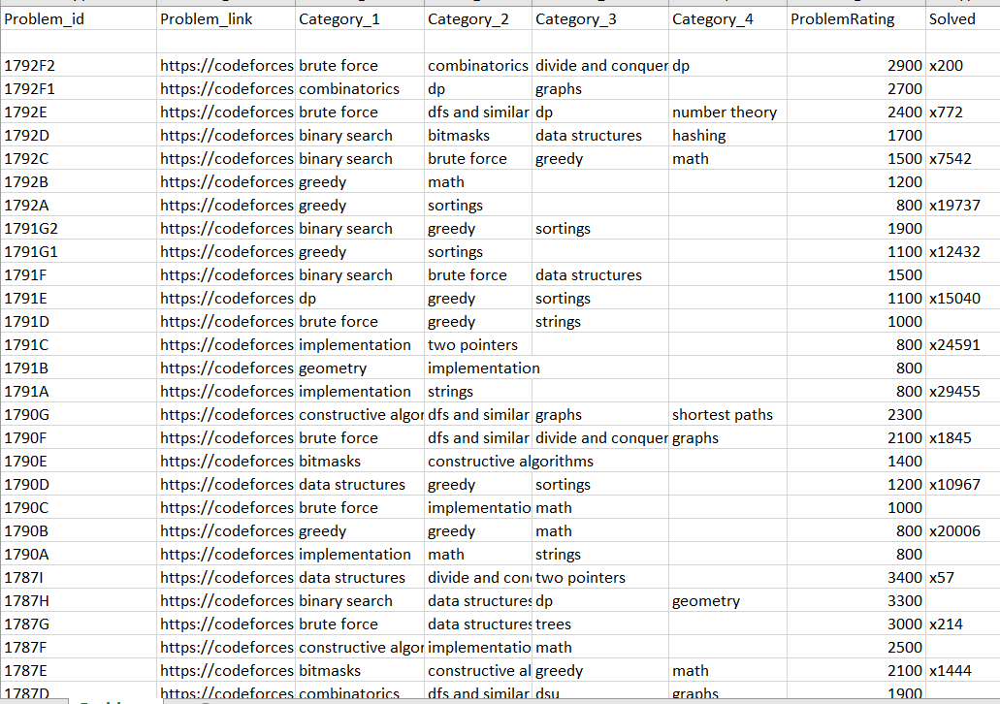 Problem_id Problem_link Category_1 Category_2 Category_3 Category_4 ProblemRating Solved
1792F2 https://codeforces brute force combinatorics divide and conquer dp 2900 x200
1792F1 https://codeforces combinatorics dp graphs 2700
1792E https://codeforces brute force dfs and similar dp number theory 2400 x772
1792D https://codeforces binary search bitmasks data structures hashing 1700
1792C https://codeforces binary search brute force greedy math 1500 x7542
1792B https://codeforces greedy math 1200
1792A https://codeforces greedy sortings 800 x19737
1791G2 https://codeforces binary search greedy sortings 1900
1791G1 https://codeforces greedy sortings 1100 x12432
1791F https://codeforces binary search brute force data structures 1500
1791E https://codeforces dp greedy sortings 1100 x15040
1791D https://codeforces brute force greedy strings 1000
1791C https://codeforces implementation two pointers 800 x24591
1791B https://codeforces geometry implementation 800
1791A https://codeforces implementation strings 800 x29455
1790G https://codeforces constructive algor dfs and similar graphs shortest paths 2300
1790F https://codeforces brute force dfs and similar divide and conquer graphs 2100 x1845
1790E https://codeforces bitmasks constructive algorithms 1400
1790D https://codeforces data structures greedy sortings 1200 x10967
1790C https://codeforces brute force implementatio math 1000
1790B https://codeforces greedy greedy math 800 x20006
1790A https://codeforces implementation math strings 800
1787I https://codeforces data structures divide and con two pointers 3400 x57
1787H https://codeforces binary search data structures dp geometry 3300
1787G https://codeforces brute force data structures trees 3000 x214
1787F https://codeforces constructive algor implementatio math 2500
1787E https://codeforces bitmasks constructive al greedy math 2100 x1444
1787D https://codeforces combinatorics dfs and similar dsu graphs 1900